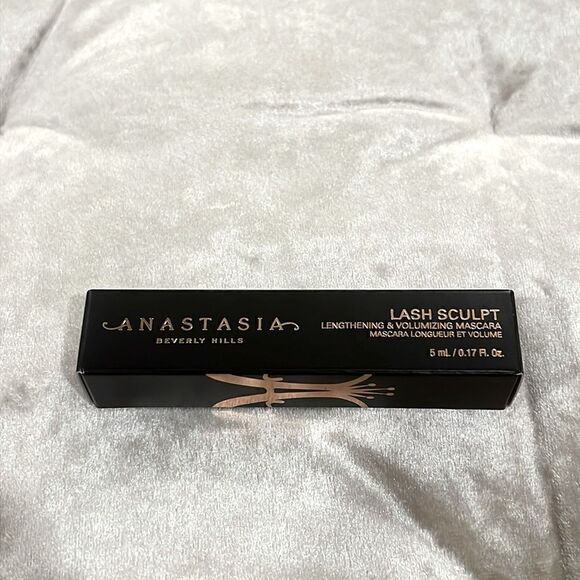 ANASTASIA
BEVERLY HILLS
LASH SCULPT
LENGTHENING & VOLUMIZING MASCARA
MASCARA LONGUEUR ET VOLUME
5 mL / 0.17 Fl. Oz.